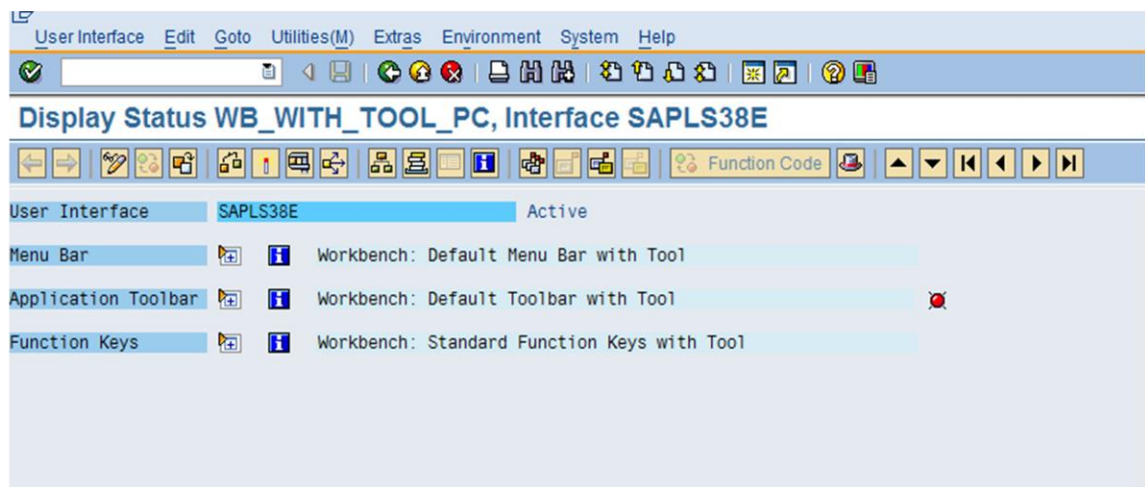 User Interface Edit Goto Utilities(M) Extras Environment System Help
Display Status WB_WITH_TOOL_PC, Interface SAPLS38E
Function Code
User Interface SAPLS38E Active
Menu Bar Workbench: Default Menu Bar with Tool
Application Toolbar Workbench: Default Toolbar with Tool
Function Keys Workbench: Standard Function Keys with Tool